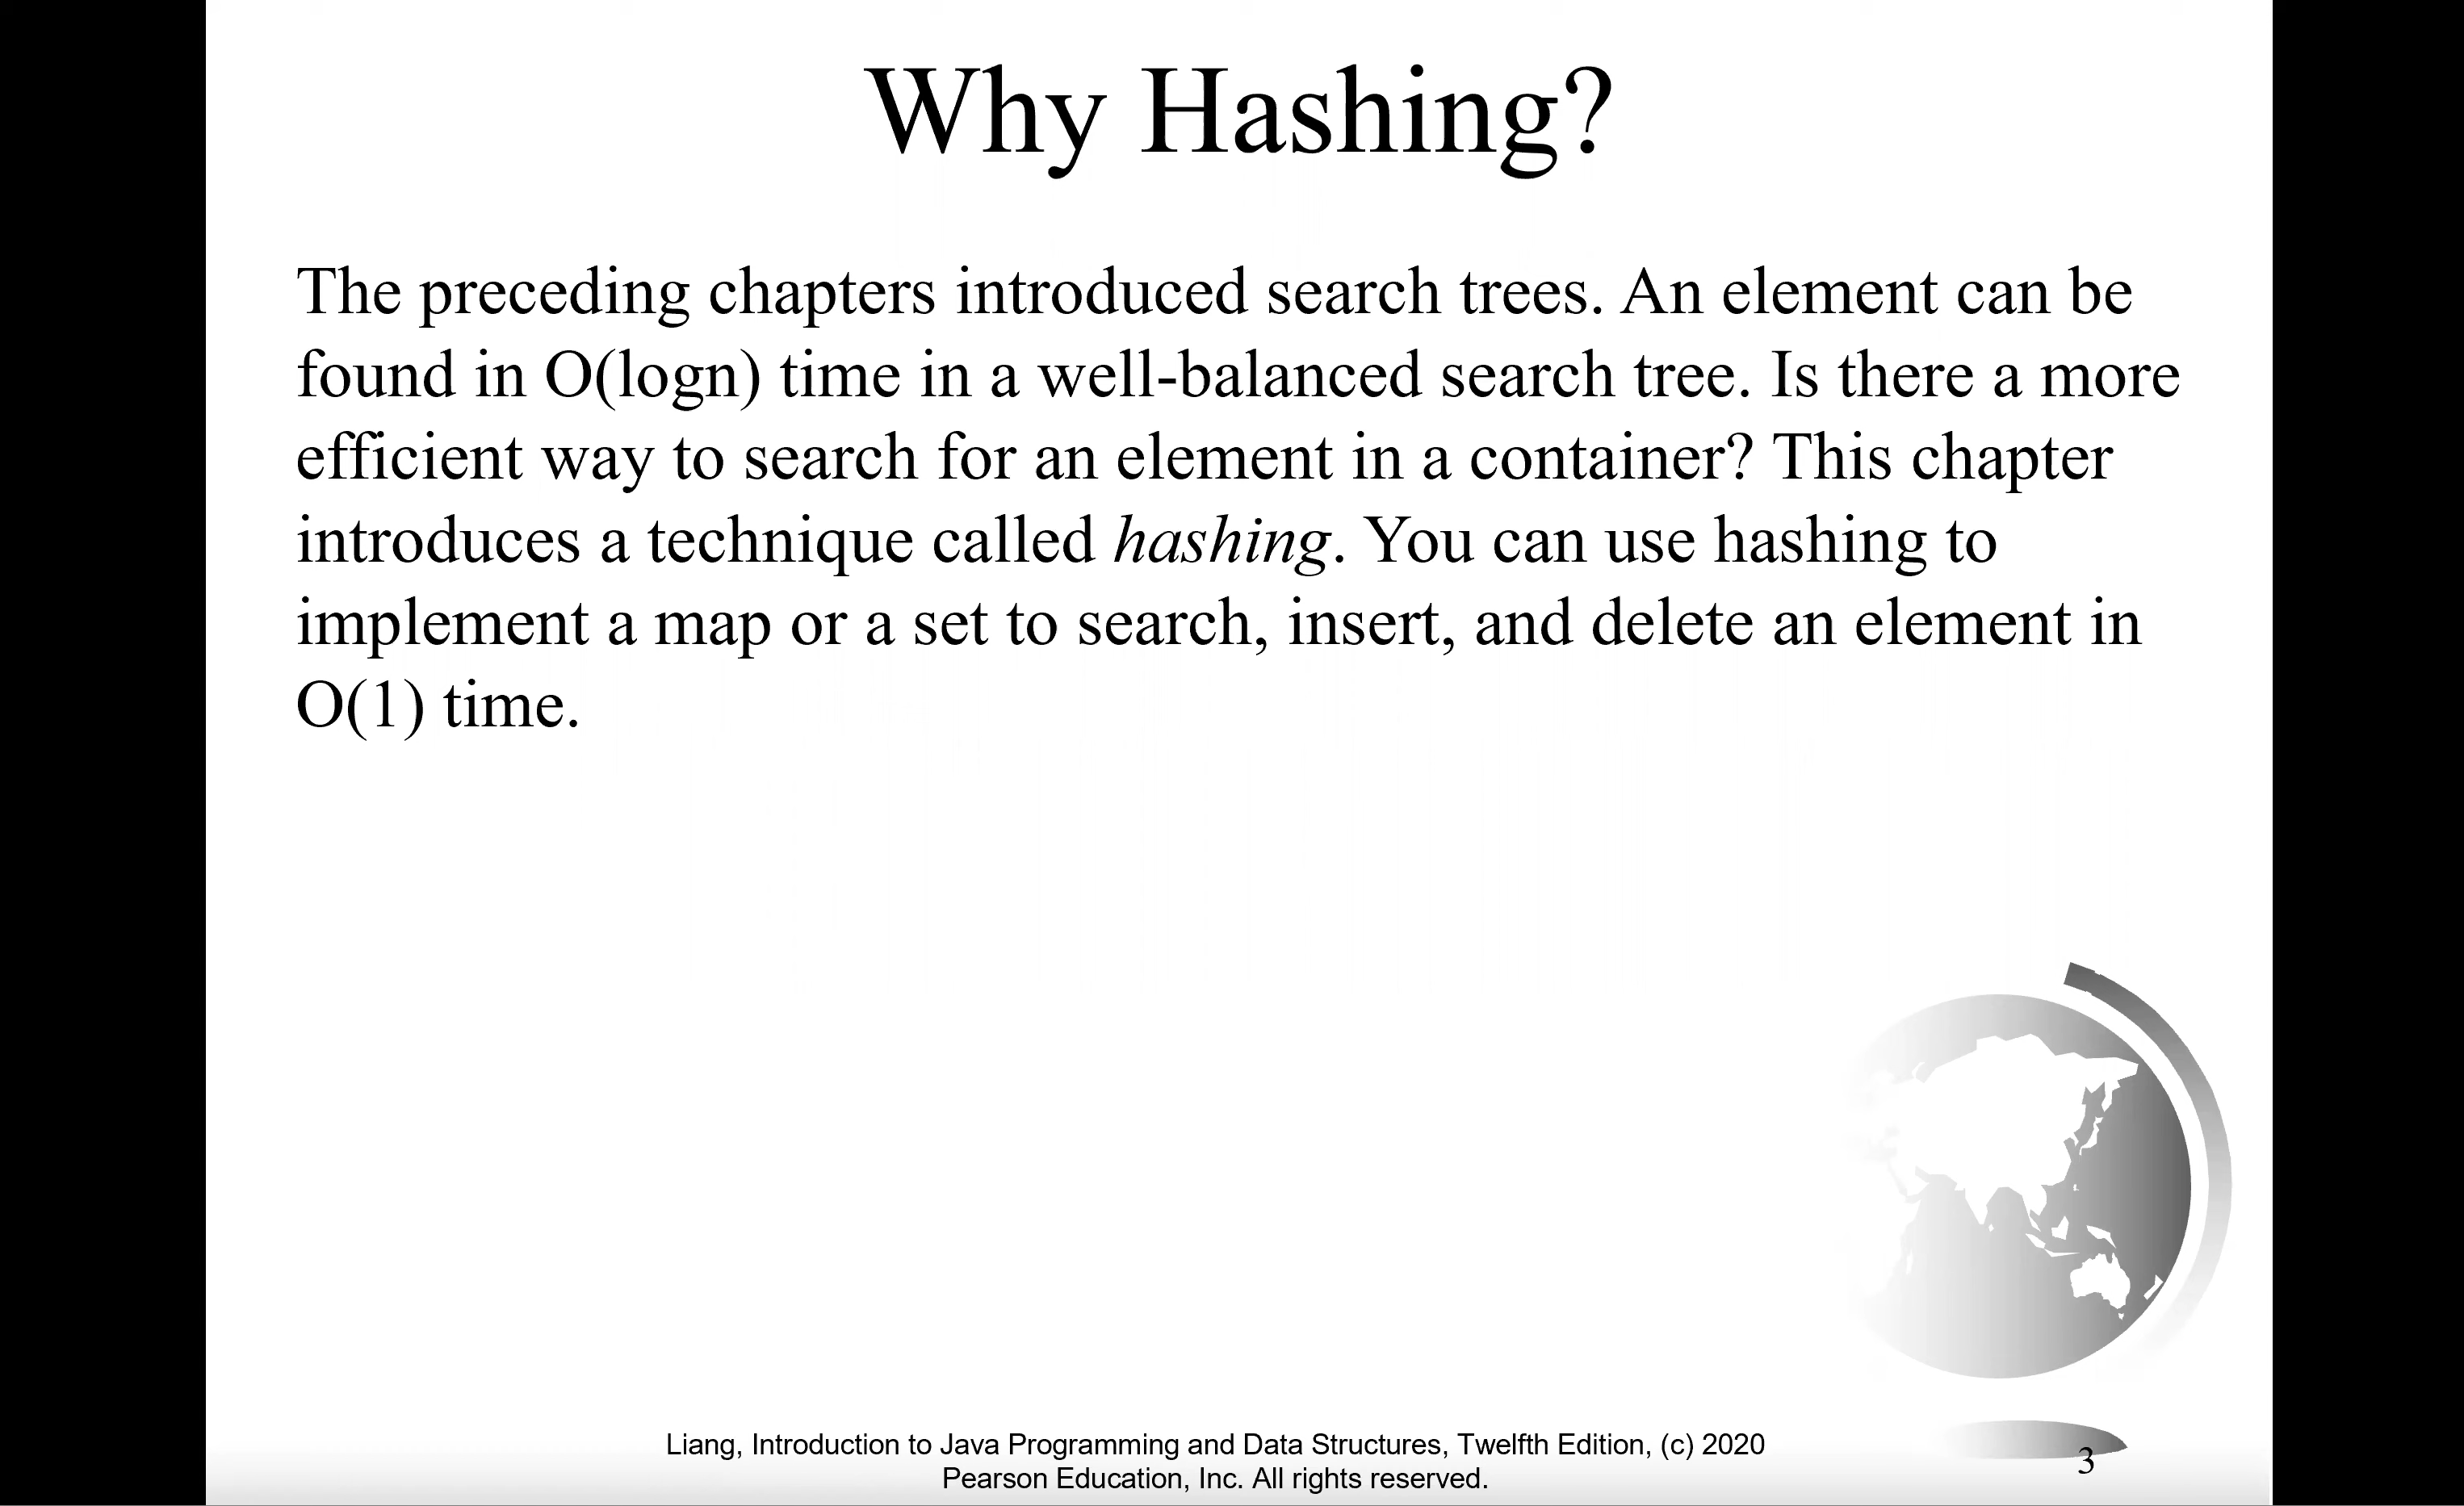 Why Hashing?
The preceding chapters introduced search trees. An element can be
found in O(logn) time in a well-balanced search tree. Is there a more
efficient way to search for an element in a container? This chapter
introduces a technique called hashing. You can use hashing to
implement a map or a set to search, insert, and delete an element in
O(1) time.
Liang, Introduction to Java Programming and Data Structures, Twelfth Edition, (c) 2020
Pearson Education, Inc. All rights reserved.
3